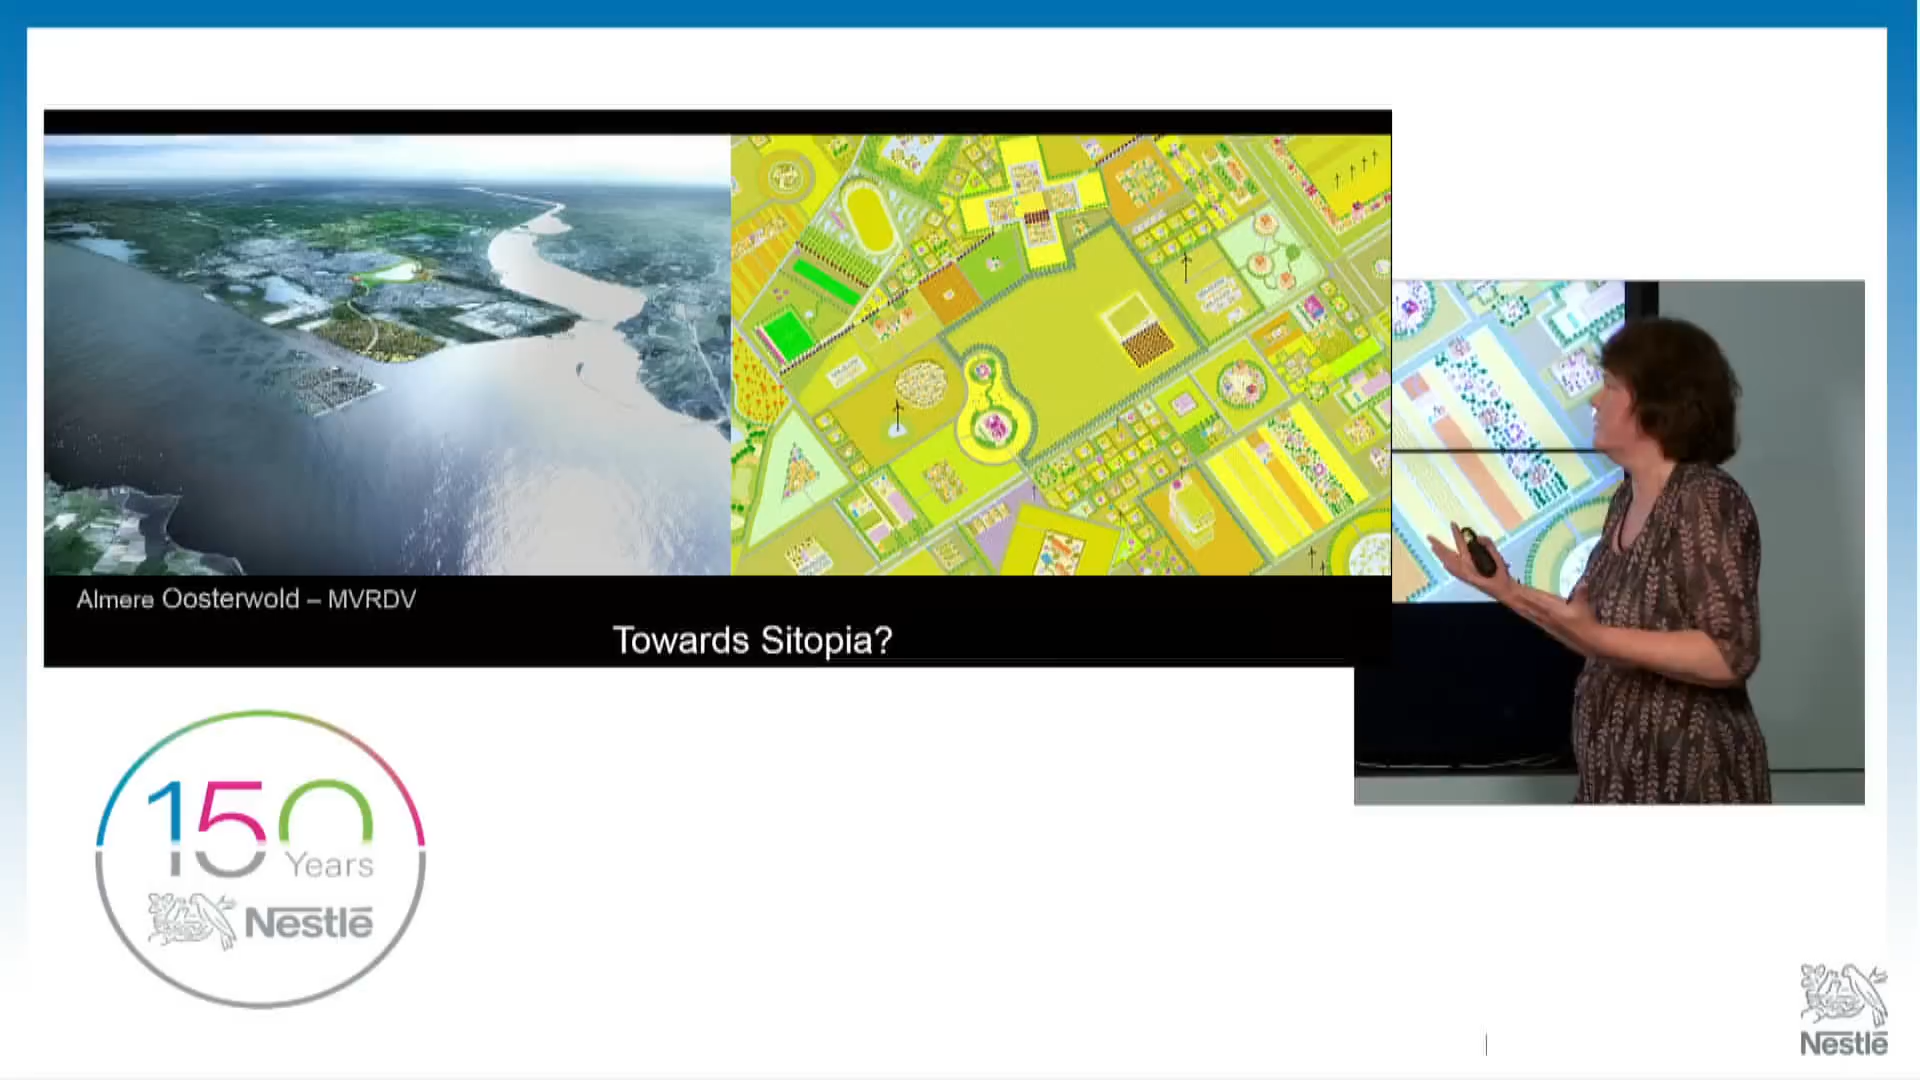 Almere Oosterwold – MVRDV
Towards Sitopia?
150
Years
Nestlé
Nestlé